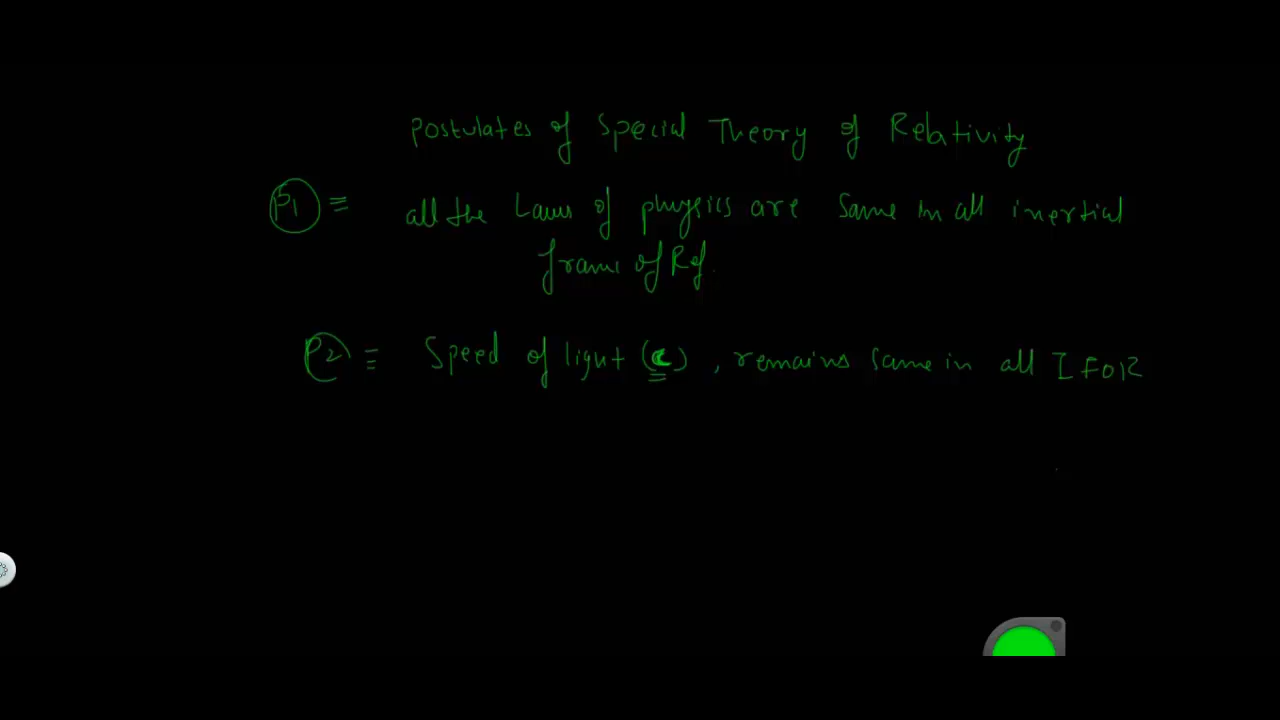 Postulates of Special Theory of Relativity
P1 ≡ all the Laws of physics are same in all inertial
frame of Ref.
P2 ≡ Speed of light (c), remains same in all IFOR